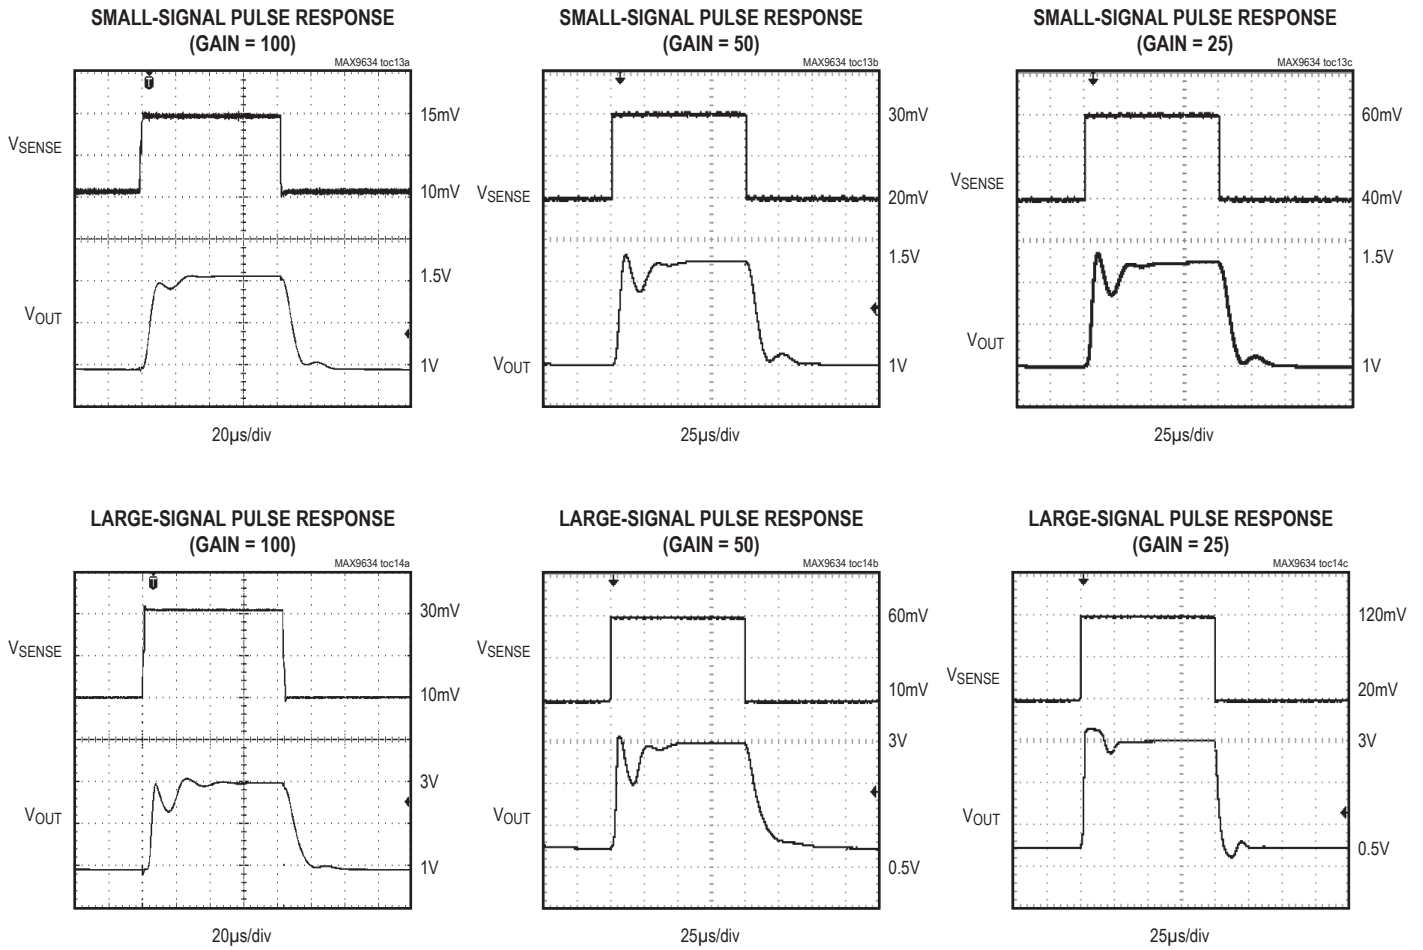 SMALL-SIGNAL PULSE RESPONSE
(GAIN = 100)
MAX9634 toc13a
T
15mV
VSENSE
10mV
1.5V
VOUT
1V
20µs/div
SMALL-SIGNAL PULSE RESPONSE
(GAIN = 50)
MAX9634 toc13b
30mV
VSENSE
20mV
1.5V
VOUT
1V
25µs/div
SMALL-SIGNAL PULSE RESPONSE
(GAIN = 25)
MAX9634 toc13c
60mV
VSENSE
40mV
1.5V
VOUT
1V
25µs/div
LARGE-SIGNAL PULSE RESPONSE
(GAIN = 100)
MAX9634 toc14a
T
30mV
VSENSE
10mV
3V
VOUT
1V
20µs/div
LARGE-SIGNAL PULSE RESPONSE
(GAIN = 50)
MAX9634 toc14b
60mV
VSENSE
10mV
3V
VOUT
0.5V
25µs/div
LARGE-SIGNAL PULSE RESPONSE
(GAIN = 25)
MAX9634 toc14c
120mV
VSENSE
20mV
3V
VOUT
0.5V
25µs/div